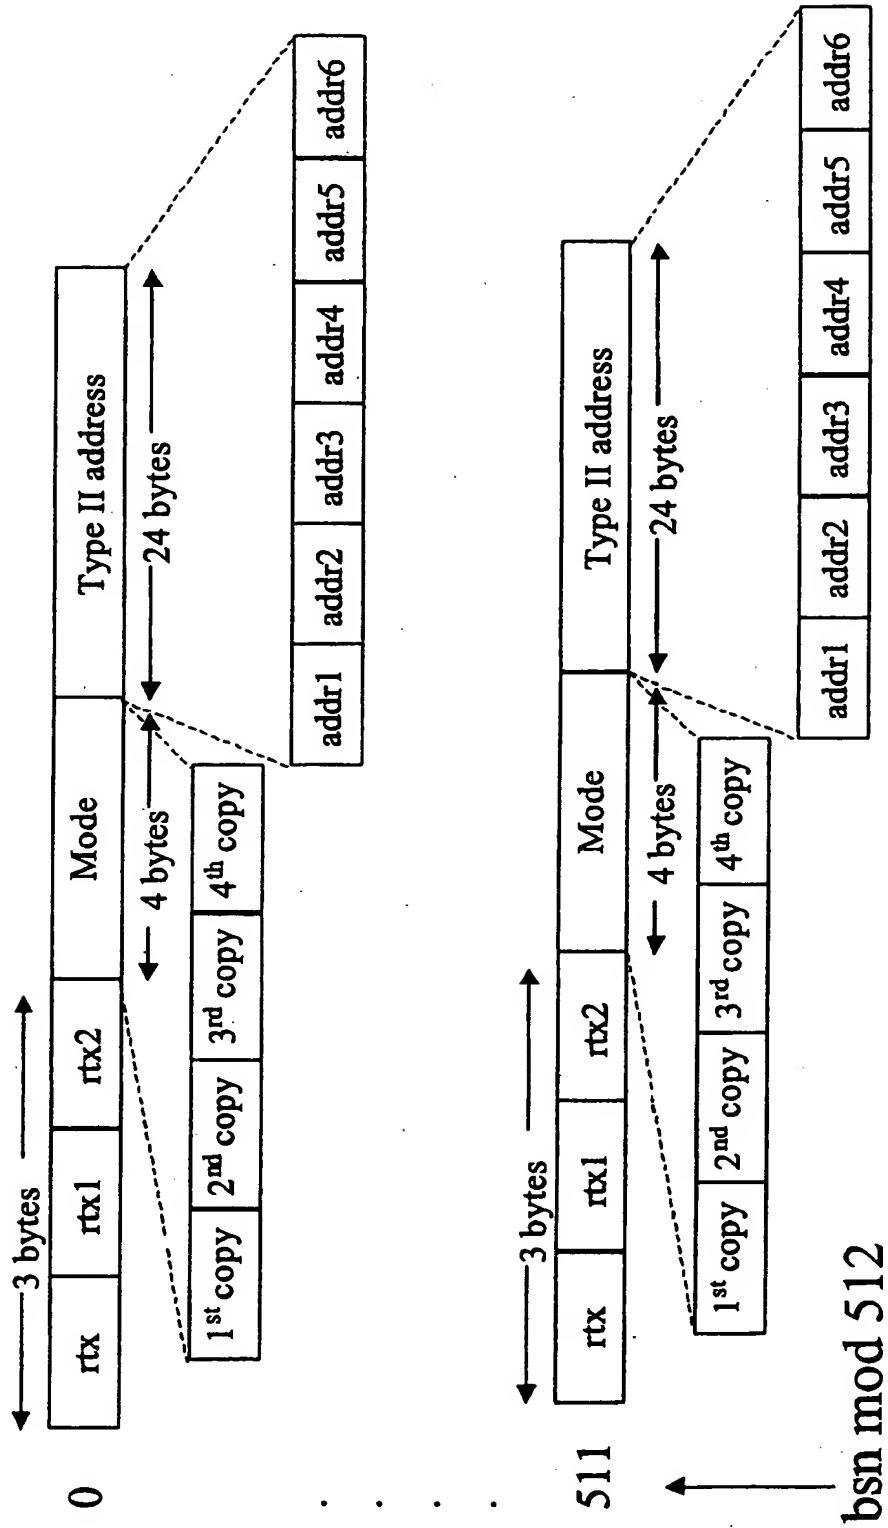 3 bytes
0
rtx rtx1 rtx2 Mode Type II address
4 bytes 24 bytes
1st copy 2nd copy 3rd copy 4th copy
addr1 addr2 addr3 addr4 addr5 addr6
. . . .
3 bytes
511
rtx rtx1 rtx2 Mode Type II address
4 bytes 24 bytes
1st copy 2nd copy 3rd copy 4th copy
addr1 addr2 addr3 addr4 addr5 addr6
bsn mod 512